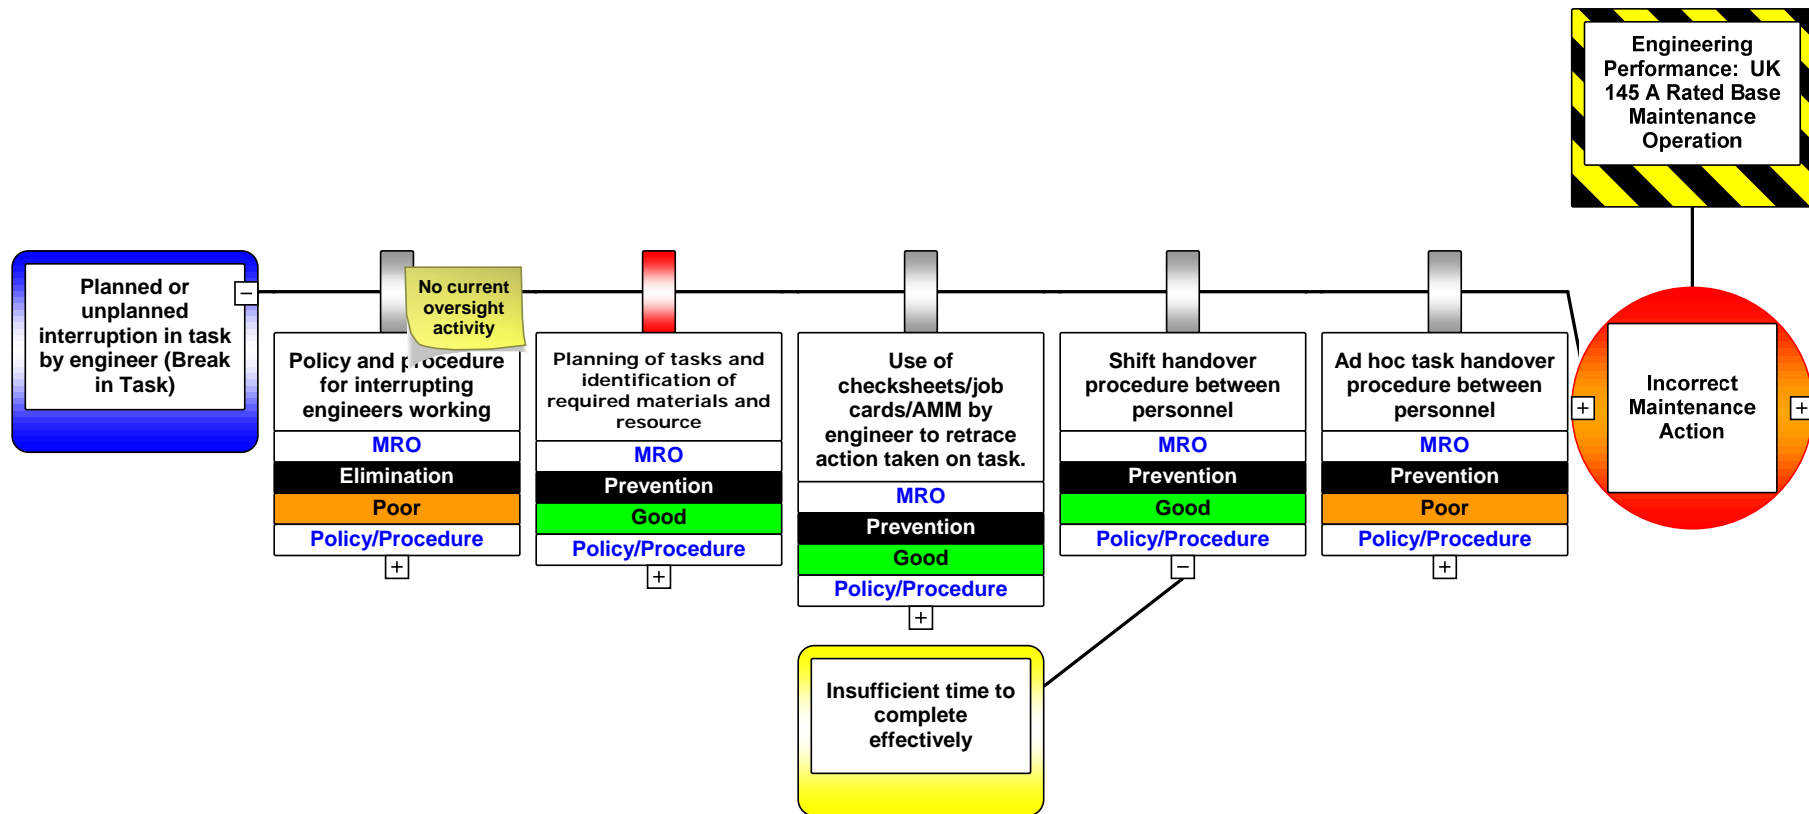 Engineering
Performance: UK
145 A Rated Base
Maintenance
Operation
Planned or
unplanned
interruption in task
by engineer (Break
in Task)
No current
oversight
activity
Policy and procedure
for interrupting
engineers working
MRO
Elimination
Poor
Policy/Procedure
Planning of tasks and
identification of
required materials and
resource
MRO
Prevention
Good
Policy/Procedure
Use of
checksheets/job
cards/AMM by
engineer to retrace
action taken on task.
MRO
Prevention
Good
Policy/Procedure
Shift handover
procedure between
personnel
MRO
Prevention
Good
Policy/Procedure
Ad hoc task handover
procedure between
personnel
MRO
Prevention
Poor
Policy/Procedure
Incorrect
Maintenance
Action
Insufficient time to
complete
effectively